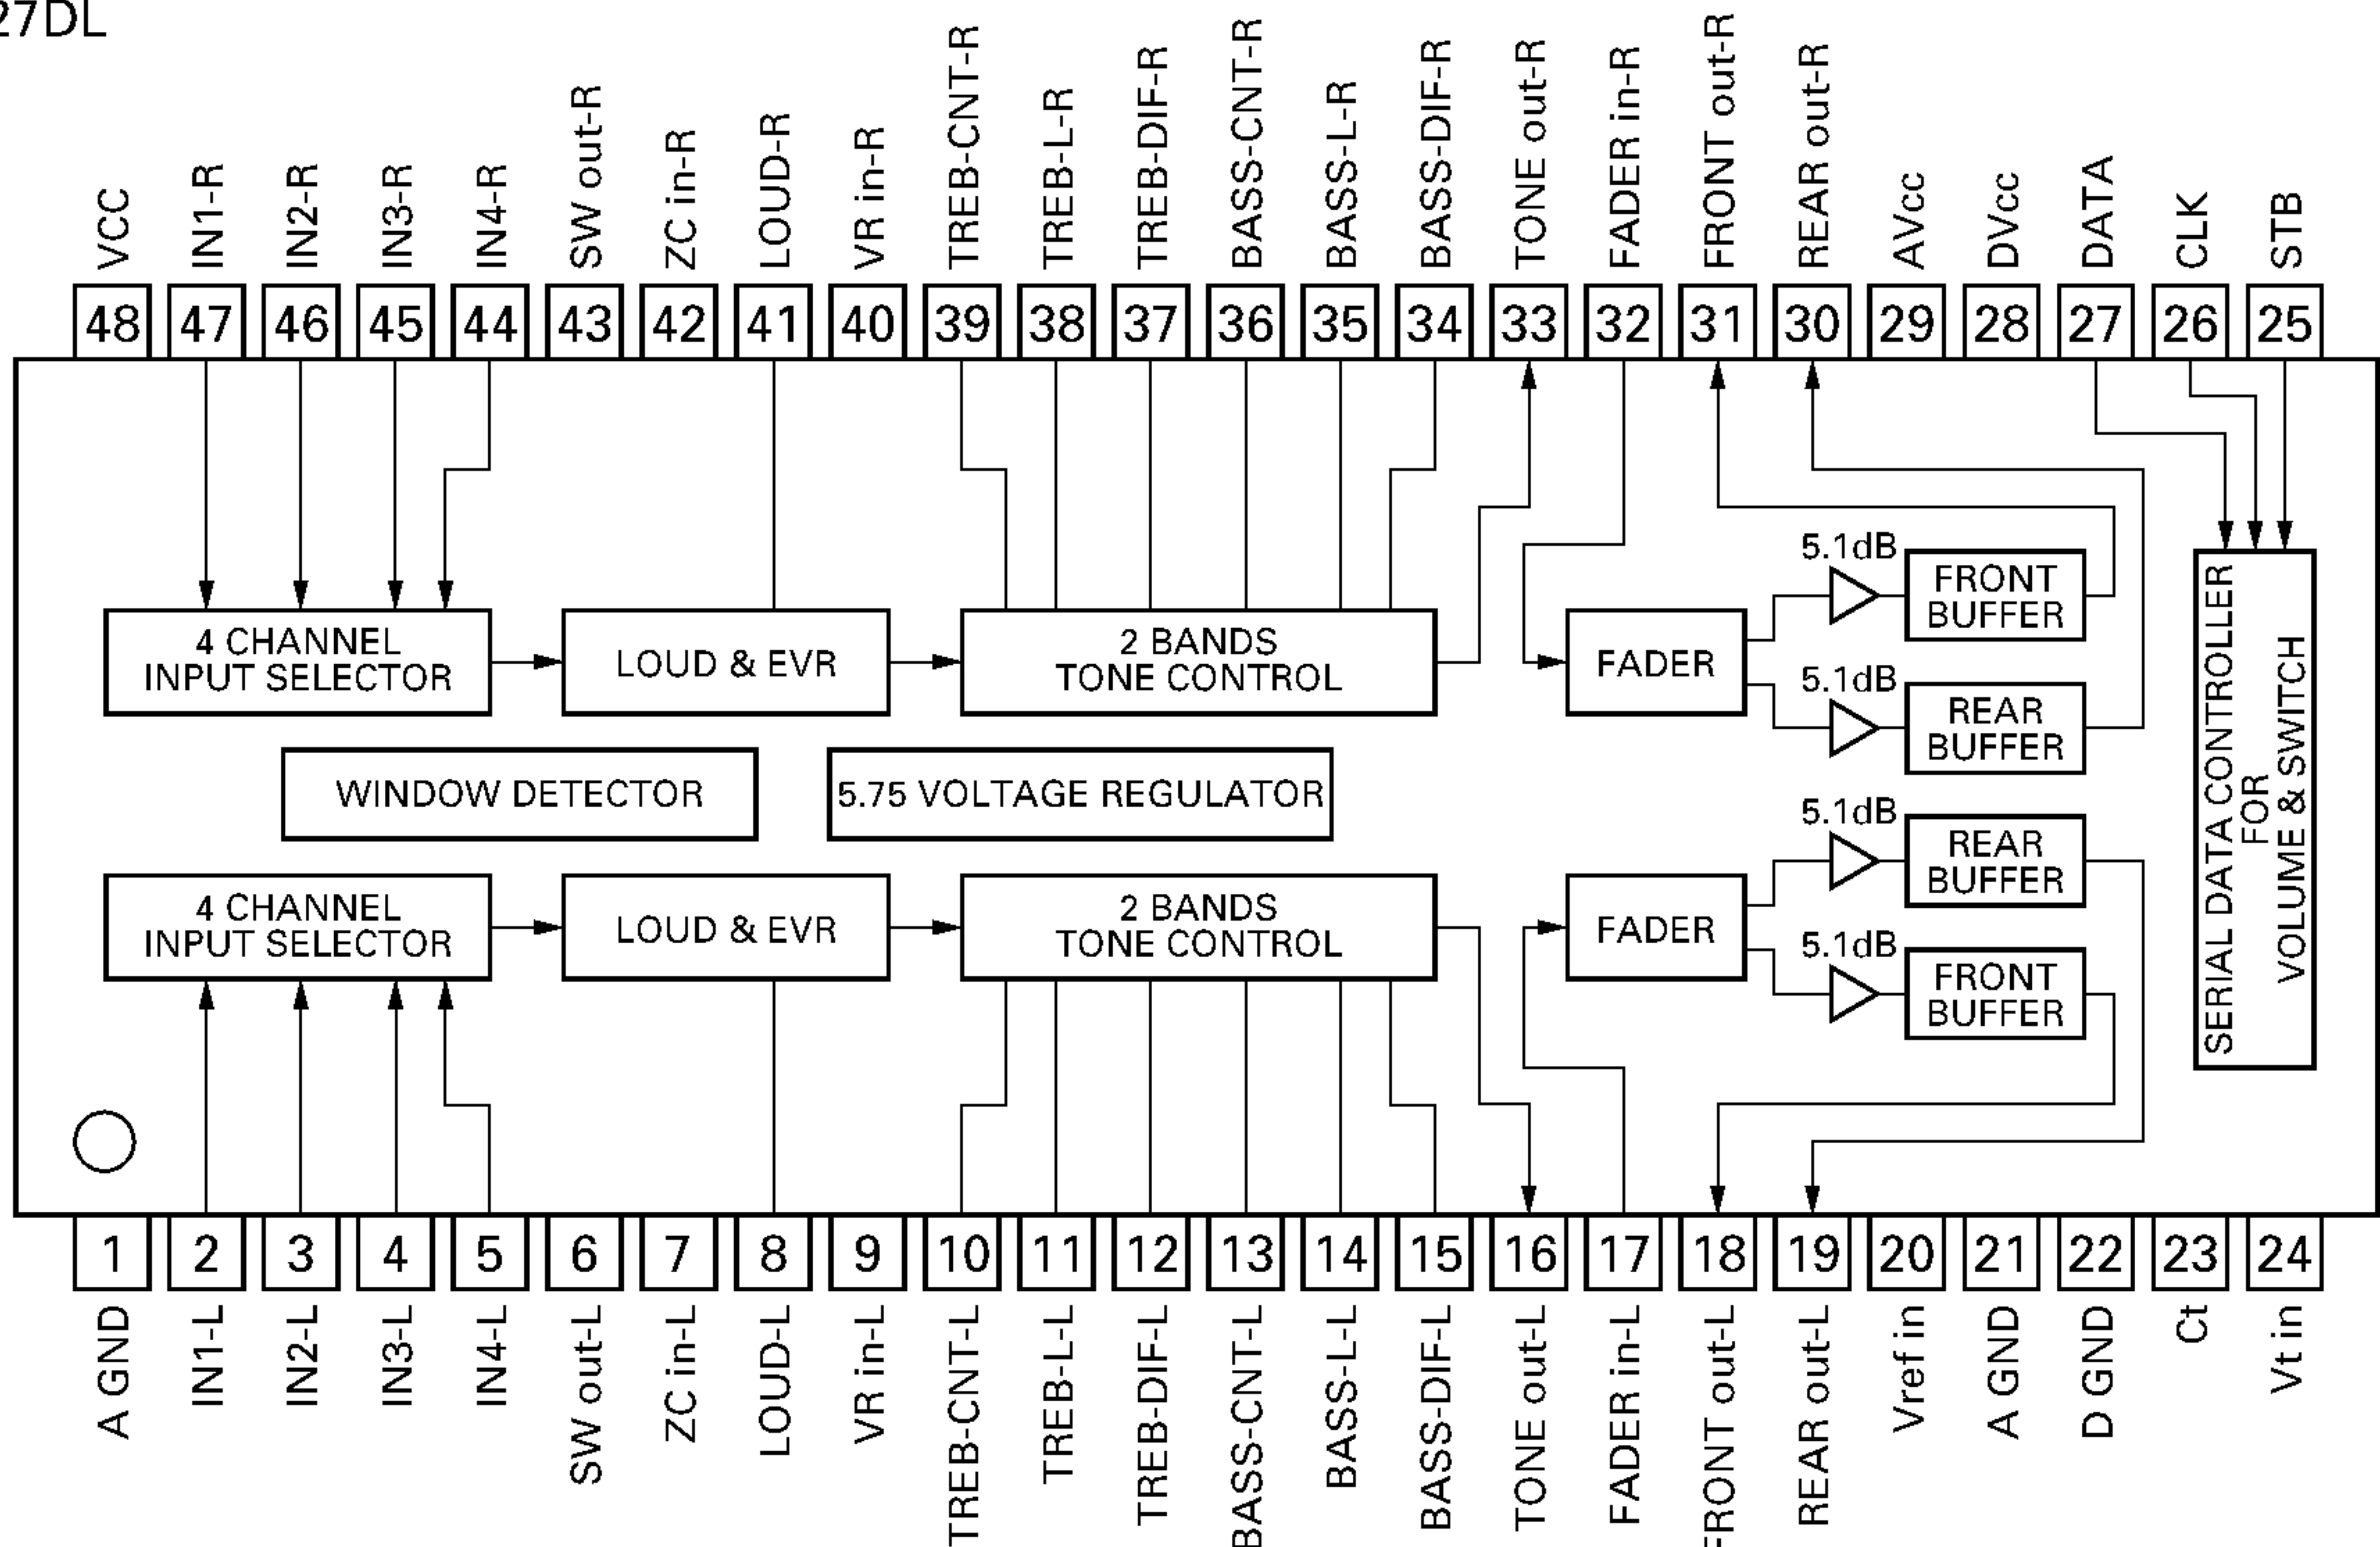 27DL
VCC
IN1-R
IN2-R
IN3-R
IN4-R
SW out-R
ZC in-R
LOUD-R
VR in-R
TREB-CNT-R
TREB-L-R
TREB-DIF-R
BASS-CNT-R
BASS-L-R
BASS-DIF-R
TONE out-R
FADER in-R
FRONT out-R
REAR out-R
AVcc
DVcc
DATA
CLK
STB
48 47 46 45 44 43 42 41 40 39 38 37 36 35 34 33 32 31 30 29 28 27 26 25
4 CHANNEL
INPUT SELECTOR
LOUD & EVR
2 BANDS
TONE CONTROL
FADER
5.1dB
FRONT
BUFFER
5.1dB
REAR
BUFFER
WINDOW DETECTOR
5.75 VOLTAGE REGULATOR
4 CHANNEL
INPUT SELECTOR
LOUD & EVR
2 BANDS
TONE CONTROL
FADER
5.1dB
REAR
BUFFER
5.1dB
FRONT
BUFFER
SERIAL DATA CONTROLLER
FOR
VOLUME & SWITCH
1 2 3 4 5 6 7 8 9 10 11 12 13 14 15 16 17 18 19 20 21 22 23 24
A GND
IN1-L
IN2-L
IN3-L
IN4-L
SW out-L
ZC in-L
LOUD-L
VR in-L
TREB-CNT-L
TREB-L-L
TREB-DIF-L
BASS-CNT-L
BASS-L-L
BASS-DIF-L
TONE out-L
FADER in-L
FRONT out-L
REAR out-L
Vref in
A GND
D GND
Ct
Vt in